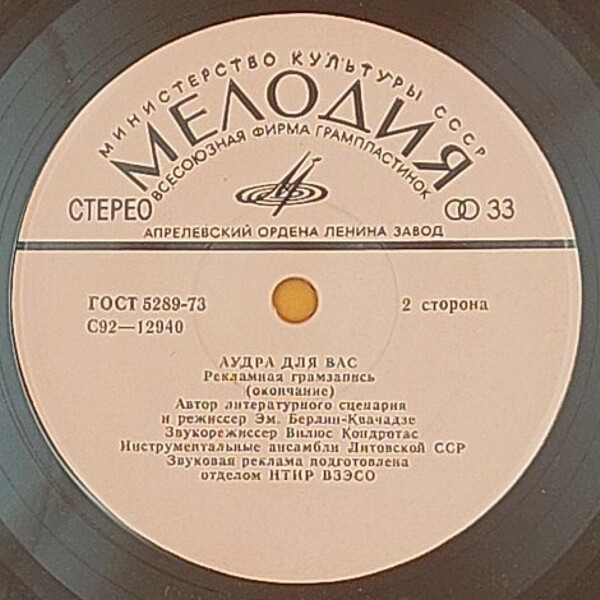 МИНИСТЕРСТВО КУЛЬТУРЫ СССР
МЕЛОДИЯ
ВСЕСОЮЗНАЯ ФИРМА ГРАМПЛАСТИНОК
СТЕРЕО
33
АПРЕЛЕВСКИЙ ОРДЕНА ЛЕНИНА ЗАВОД
ГОСТ 5289-73
2 сторона
С92—12940
АУДРА ДЛЯ ВАС
Рекламная грамзапись
(окончание)
Автор литературного сценария
и режиссер Эм. Берлин-Квачадзе
Звукорежиссер Вилюс Кондротас
Инструментальные ансамбли Литовской ССР
Звуковая реклама подготовлена
отделом НТИР ВЗЭСО